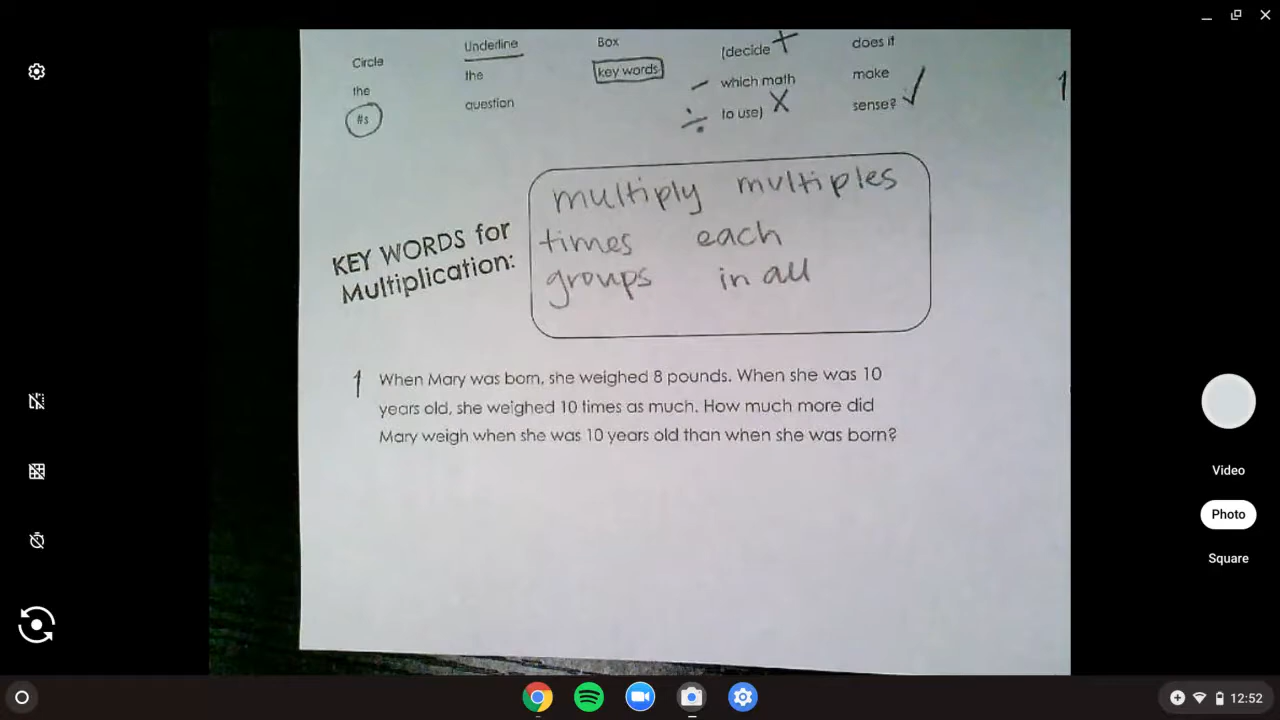 Circle
the
#s
Underline
the
question
Box
key words
(decide +
- which math
÷ to use) X
does it
make
sense? ✓
1
KEY WORDS for
Multiplication:
multiply multiples
times each
groups in all
1 When Mary was born, she weighed 8 pounds. When she was 10
years old, she weighed 10 times as much. How much more did
Mary weigh when she was 10 years old than when she was born?
Video
Photo
Square
12:52